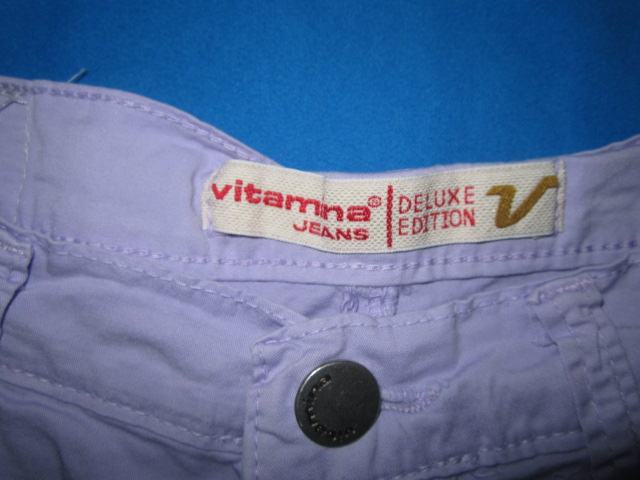 vitamina®
JEANS
DELUXE
EDITION
V